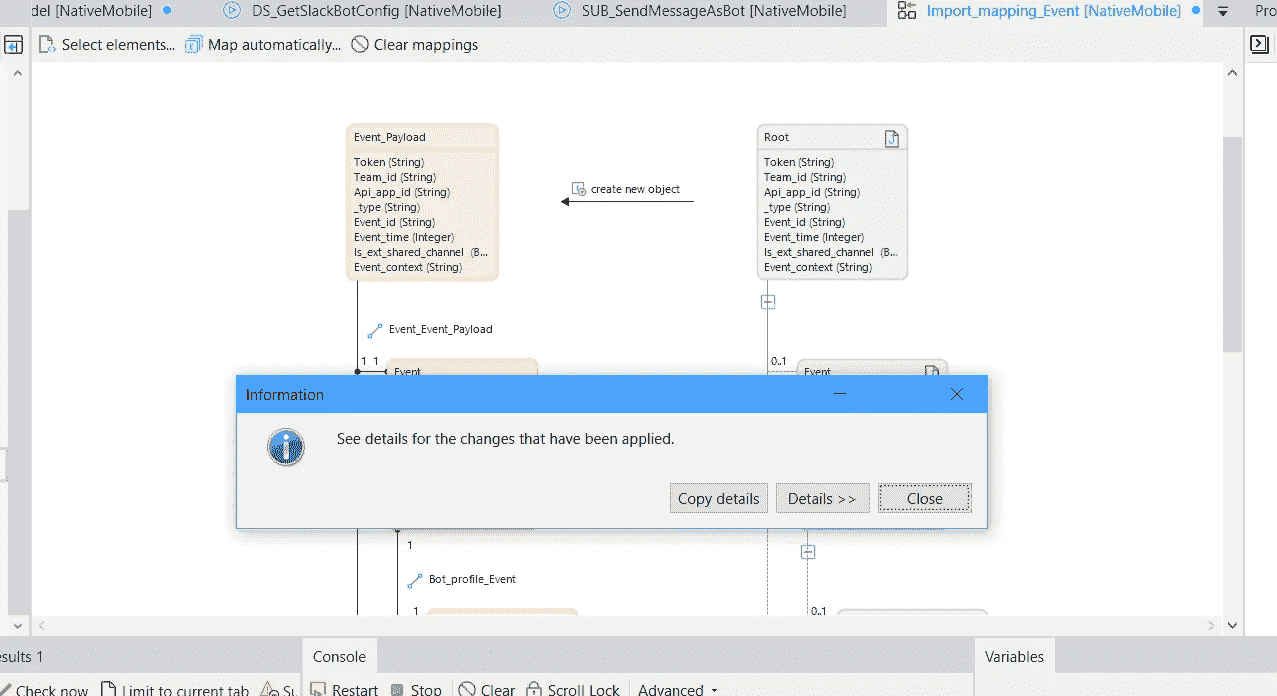 del [NativeMobile]
DS_GetSlackBotConfig [NativeMobile]
SUB_SendMessageAsBot [NativeMobile]
Import_mapping_Event [NativeMobile]
Pro
Select elements...
Map automatically...
Clear mappings
Event_Payload
Token (String)
Team_id (String)
Api_app_id (String)
_type (String)
Event_id (String)
Event_time (Integer)
Is_ext_shared_channel (B...
Event_context (String)
create new object
Root
Token (String)
Team_id (String)
Api_app_id (String)
_type (String)
Event_id (String)
Event_time (Integer)
Is_ext_shared_channel (B...
Event_context (String)
Event_Event_Payload
1 1
Event
0..1
Event
Information
See details for the changes that have been applied.
Copy details
Details >>
Close
1
Bot_profile_Event
1
0..1
esults 1
Console
Variables
Check now
Limit to current tab
Su
Restart
Stop
Clear
Scroll Lock
Advanced